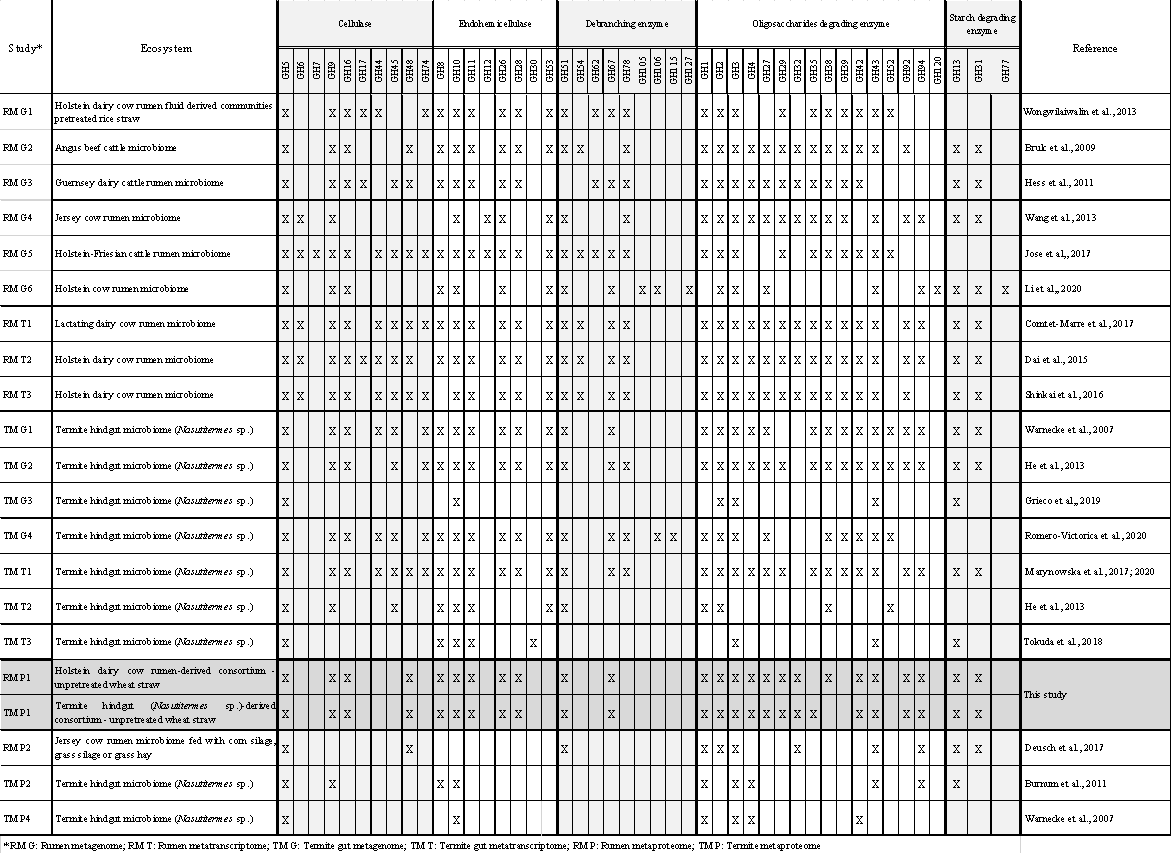 Study* Ecosystem Cellulase Endohemicellulase Debranching enzyme Oligosaccharides degrading enzyme Starch degrading enzyme Reference
GH5 GH6 GH7 GH9 GH16 GH17 GH44 GH45 GH48 GH74 GH8 GH10 GH11 GH12 GH26 GH28 GH30 GH53 GH51 GH54 GH62 GH67 GH78 GH105 GH106 GH115 GH127 GH1 GH2 GH3 GH4 GH27 GH29 GH32 GH35 GH38 GH39 GH42 GH43 GH52 GH92 GH94 GH120 GH13 GH31 GH77
RM G1 Holstein dairy cow rumen fluid derived communities pretreated rice straw X X X X X X X X X X X X X X X X X X X X X X X X X X Wongwilaiwalin et al., 2013
RM G2 Angus beef cattle microbiome X X X X X X X X X X X X X X X X X X X X X X X X X X X X Bruk et al., 2009
RM G3 Guernsey dairy cattle rumen microbiome X X X X X X X X X X X X X X X X X X X X X X X X X X X Hess et al., 2011
RM G4 Jersey cow rumen microbiome X X X X X X X X X X X X X X X X X X X X X X X X Wang et al., 2013
RM G5 Holstein-Friesian cattle rumen microbiome X X X X X X X X X X X X X X X X X X X X X X X X X X X X X X X X X X Jose et al,, 2017
RM G6 Holstein cow rumen microbiome X X X X X X X X X X X X X X X X X X X X X X Li et al,, 2020
RM T1 Lactating dairy cow rumen microbiome X X X X X X X X X X X X X X X X X X X X X X X X X X X X X X X X X X Comtet-Marre et al., 2017
RM T2 Holstein dairy cow rumen microbiome X X X X X X X X X X X X X X X X X X X X X X X X X X X X X X X X X X X Dai et al., 2015
RM T3 Holstein dairy cow rumen microbiome X X X X X X X X X X X X X X X X X X X X X X X X X X X X X X X X Shinkai et al., 2016
TM G1 Termite hindgut microbiome (Nasutitermes sp.) X X X X X X X X X X X X X X X X X X X X X X X X X X X X X Warnecke et al., 2007
TM G2 Termite hindgut microbiome (Nasutitermes sp.) X X X X X X X X X X X X X X X X X X X X X X X X X X X X X X He et al., 2013
TM G3 Termite hindgut microbiome (Nasutitermes sp.) X X X X X X Grieco et al,, 2019
TM G4 Termite hindgut microbiome (Nasutitermes sp.) X X X X X X X X X X X X X X X X X X X X X X X X X X X Romero-Victorica et al., 2020
TM T1 Termite hindgut microbiome (Nasutitermes sp.) X X X X X X X X X X X X X X X X X X X X X X X X X X X X X X X Marynowska et al., 2017; 2020
TM T2 Termite hindgut microbiome (Nasutitermes sp.) X X X X X X X X X X X X He et al., 2013
TM T3 Termite hindgut microbiome (Nasutitermes sp.) X X X X X X X X Tokuda et al., 2018
RM P1 Holstein dairy cow rumen-derived consortium - unpretreated wheat straw X X X X X X X X X X X X X X X X X X X X X X X X X X This study
TM P1 Termite hindgut (Nasutitermes sp.)-derived consortium - unpretreated wheat straw X X X X X X X X X X X X X X X X X X X X X X X X X
RM P2 Jersey cow rumen microbiome fed with corn silage, grass silage or grass hay X X X X X X X X X X X Deusch et al., 2017
TM P2 Termite hindgut microbiome (Nasutitermes sp.) X X X X X X X X X X Burnum et al., 2011
TM P4 Termite hindgut microbiome (Nasutitermes sp.) X X X X X X Warnecke et al., 2007
*RM G: Rumen metagenome; RM T: Rumen metatranscriptome; TM G: Termite gut metagenome; TM T: Termite gut metatranscriptome; RM P: Rumen metaproteome; TM P: Termite metaproteome